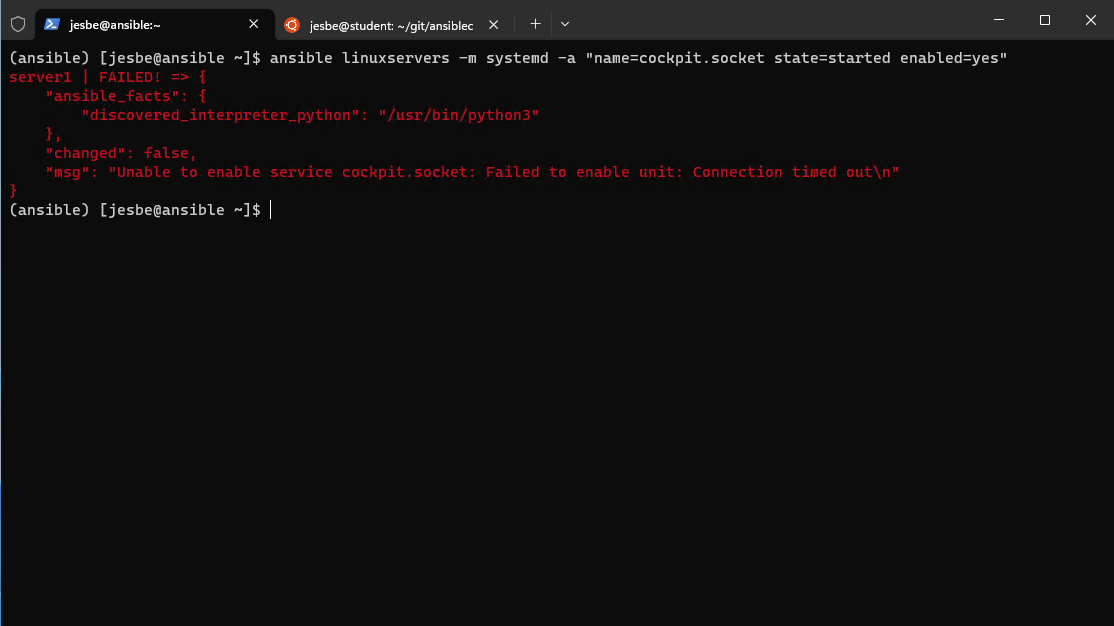 jesbe@ansible:~
jesbe@student: ~/git/ansiblec
(ansible) [jesbe@ansible ~]$ ansible linuxservers -m systemd -a "name=cockpit.socket state=started enabled=yes"
server1 | FAILED! => {
    "ansible_facts": {
        "discovered_interpreter_python": "/usr/bin/python3"
    },
    "changed": false,
    "msg": "Unable to enable service cockpit.socket: Failed to enable unit: Connection timed out\n"
}
(ansible) [jesbe@ansible ~]$